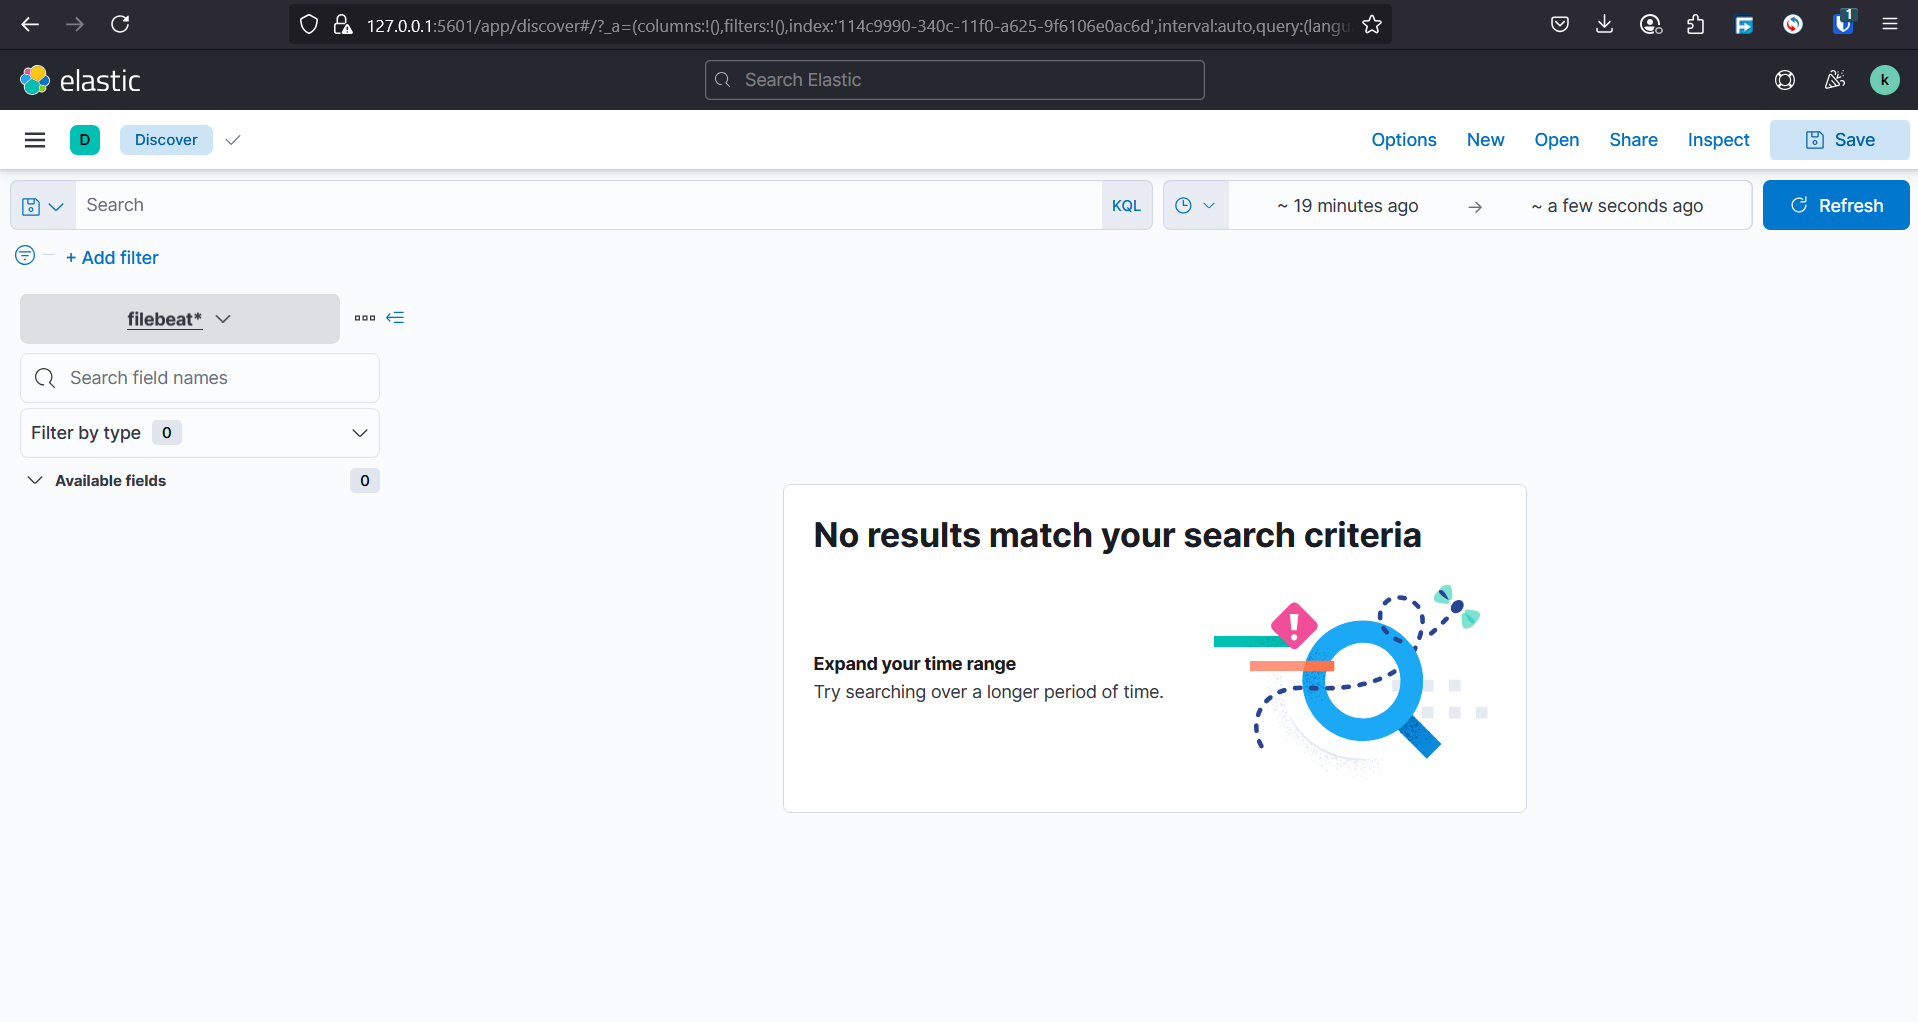 127.0.0.1:5601/app/discover#/?_a=(columns:!(),filters:!(),index:'114c9990-340c-11f0-a625-9f6106e0ac6d',interval:auto,query:(langu
1
elastic
Search Elastic
k
D
Discover
Options
New
Open
Share
Inspect
Save
Search
KQL
~ 19 minutes ago
→
~ a few seconds ago
Refresh
+ Add filter
filebeat*
Search field names
Filter by type 0
Available fields 0
No results match your search criteria
Expand your time range
Try searching over a longer period of time.